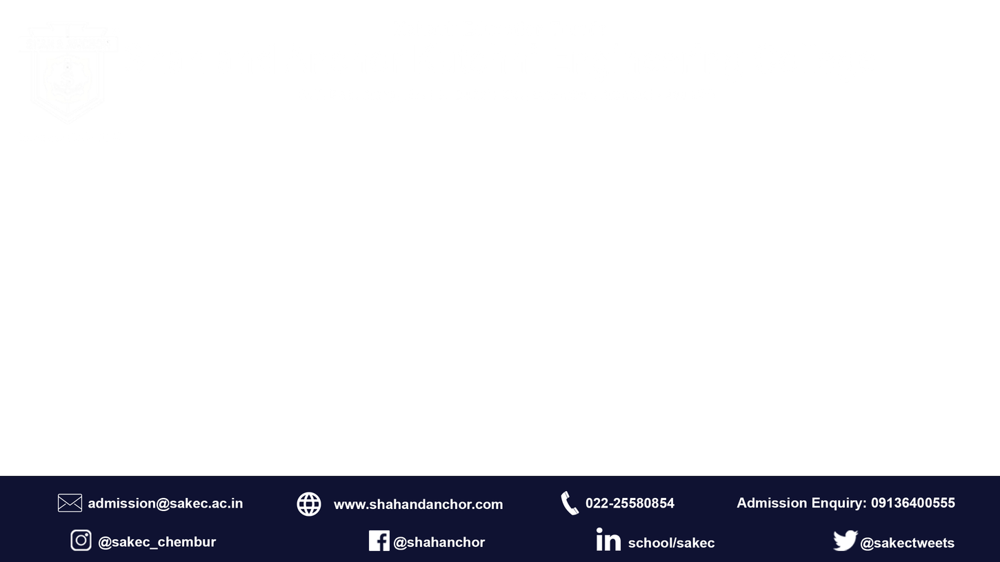 admission@sakec.ac.in www.shahandanchor.com 022-25580854 Admission Enquiry: 09136400555
@sakec_chembur @shahanchor school/sakec @sakectweets